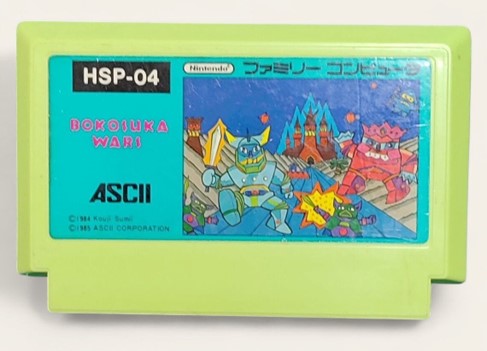 HSP-04
Nintendo ファミリー コンピュータ
BOKOSUKA
WARS
ASCII
©1984 Kouji Sumii
©1985 ASCII CORPORATION